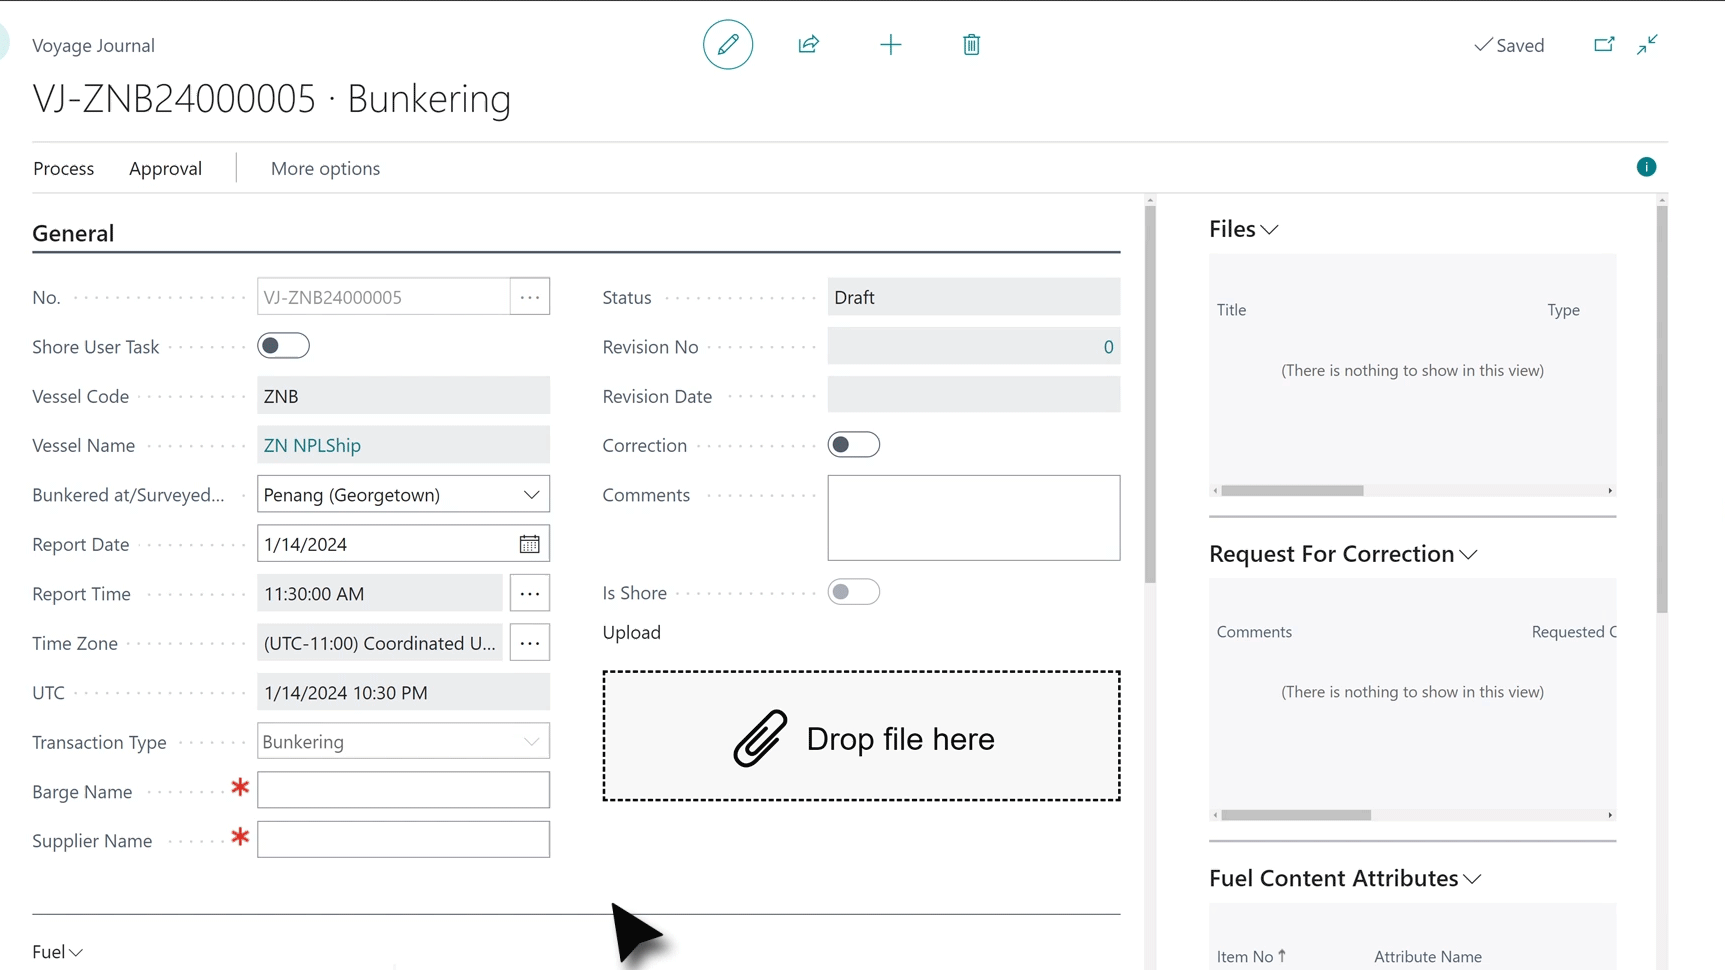 Voyage Journal
Saved
VJ-ZNB24000005 · Bunkering
Process Approval More options
General
No. VJ-ZNB24000005
Shore User Task
Vessel Code ZNB
Vessel Name ZN NPLShip
Bunkered at/Surveyed... Penang (Georgetown)
Report Date 1/14/2024
Report Time 11:30:00 AM
Time Zone (UTC-11:00) Coordinated U...
UTC 1/14/2024 10:30 PM
Transaction Type Bunkering
Barge Name *
Supplier Name *
Status Draft
Revision No 0
Revision Date
Correction
Comments
Is Shore
Upload
Drop file here
Fuel
Files
Title Type
(There is nothing to show in this view)
Request For Correction
Comments Requested C
(There is nothing to show in this view)
Fuel Content Attributes
Item No ↑ Attribute Name